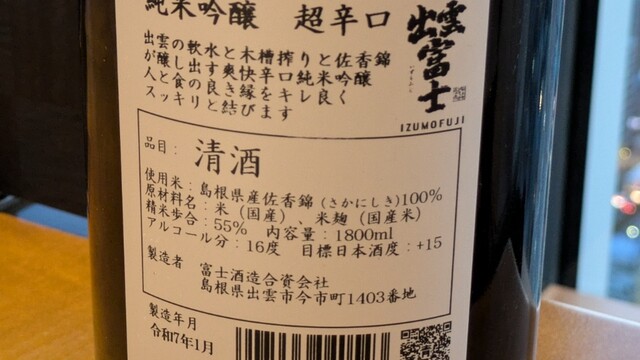 純米吟醸 超辛口
出雲の軟水と木槽搾りと佐香錦
が醸し出す爽快辛口純米吟醸
人と食の良き縁をキレ良く
スッキリと結びます
出雲富士
IZUMOFUJI
品目：清酒
使用米：島根県産佐香錦(さかにしき)100%
原材料名：米（国産）、米麹（国産米）
精米歩合：55% 内容量：1800ml
アルコール分：16度 目標日本酒度：+15
製造者 富士酒造合資会社
島根県出雲市今市町1403番地
製造年月
令和7年1月